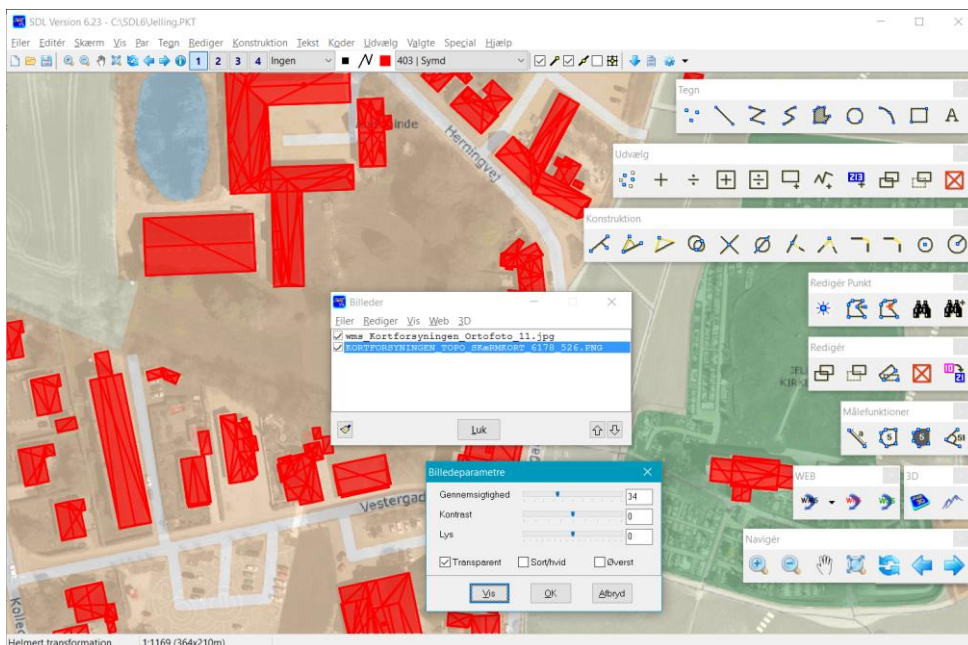 SDL Version 6.23 - C:\SDL6\Jelling.PKT
Filer Editér Skærm Vis Par Tegn Rediger Konstruktion Tekst Koder Udvælg Valgte Special Hjælp
1 2 3 4 Ingen 403 | Symd
Tegn
A
Udvælg
Herningvej
Konstruktion
Redigér Punkt
Billeder
Filer Rediger Vis Web 3D
wms_Kortforsyningen_Ortofoto_11.jpg
KORTFORSYNINGEN_TOPO_SKæRMKORT_6178_526.PNG
Redigér
Målefunktioner
Luk
Billedeparametre
Gennemsigtighed 34
Kontrast 0
Lys 0
Transparent Sort/hvid Øverst
Vis OK Afbryd
WEB
3D
Vestergad
Navigér
Kolleg
Helmert transformation 1:1169 (364x210m)